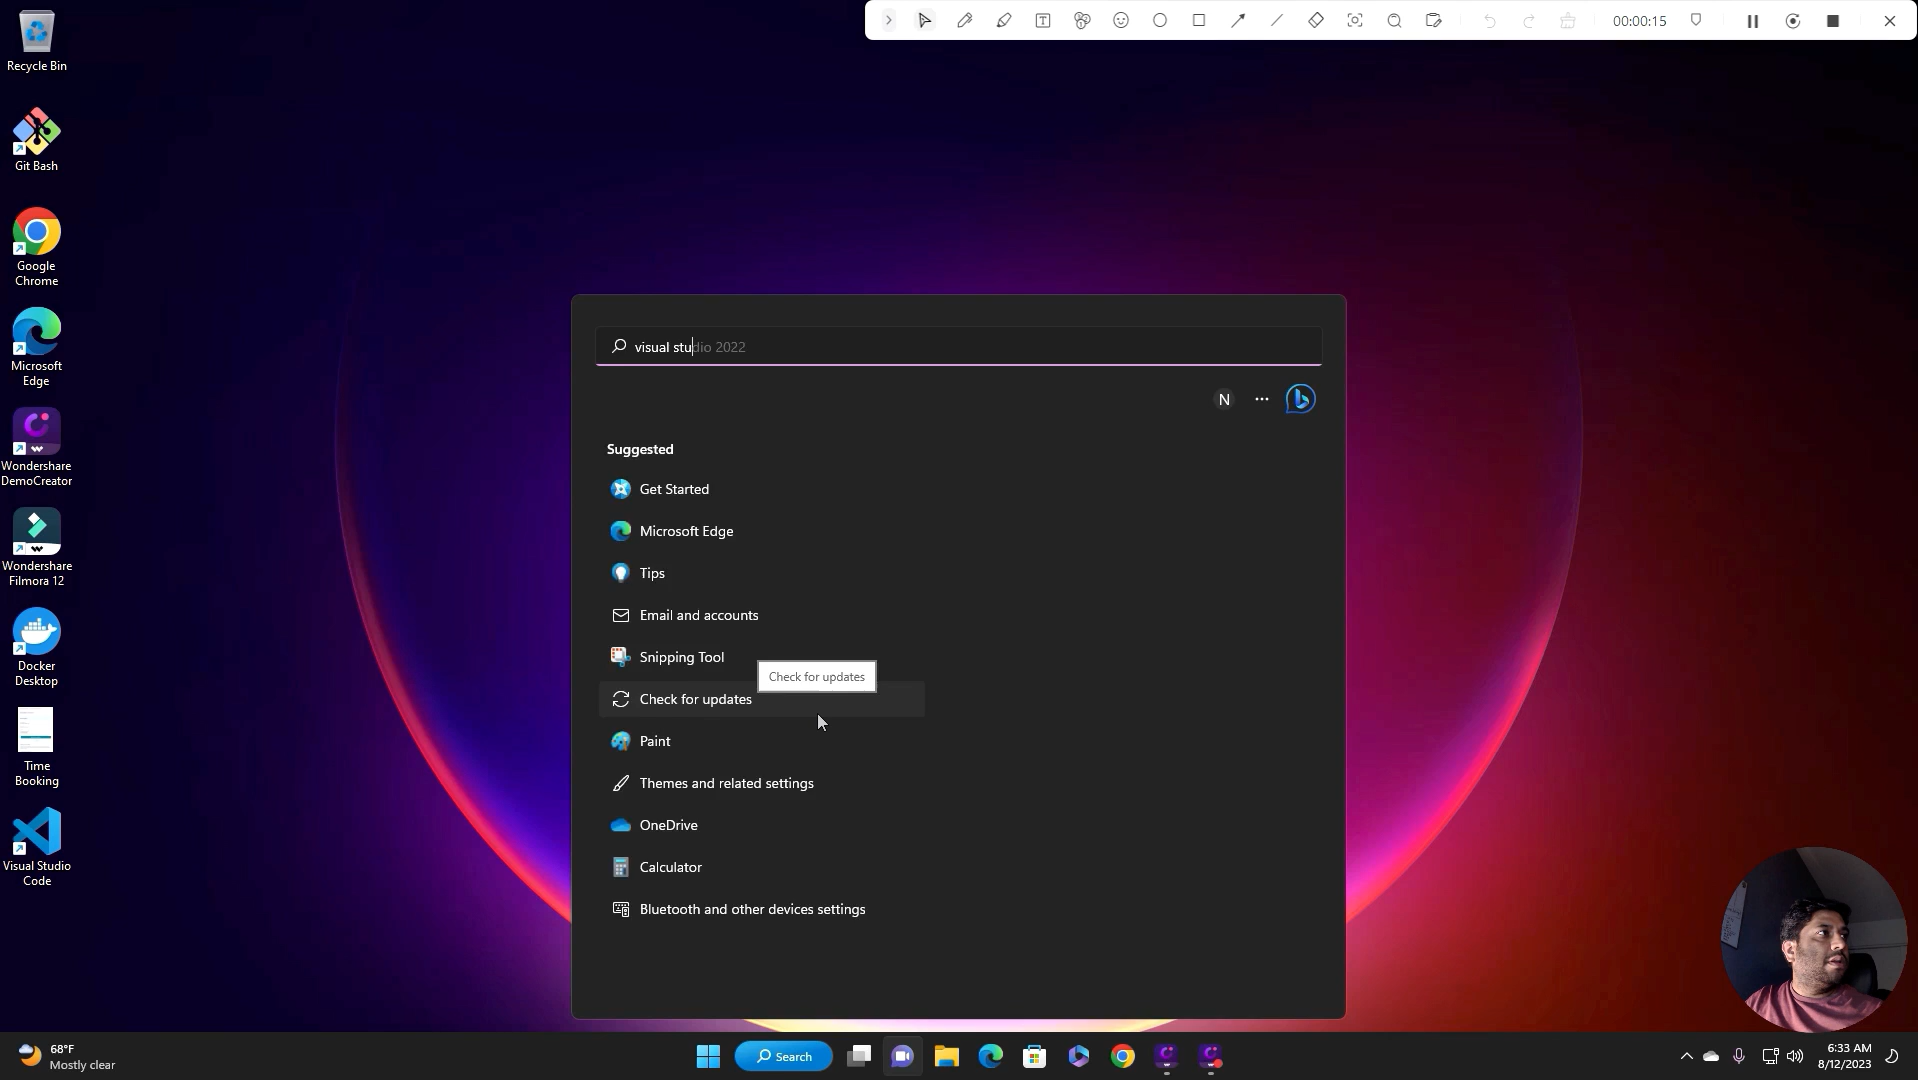 00:00:15
Recycle Bin
Git Bash
Google
Chrome
Microsoft
Edge
Wondershare
DemoCreator
Wondershare
Filmora 12
Docker
Desktop
Time
Booking
Visual Studio
Code
visual studio 2022
N
Suggested
Get Started
Microsoft Edge
Tips
Email and accounts
Snipping Tool
Check for updates
Check for updates
Paint
Themes and related settings
OneDrive
Calculator
Bluetooth and other devices settings
68°F
Mostly clear
Search
6:33 AM
8/12/2023